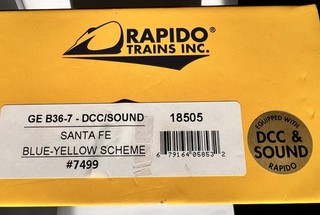 RAPIDO®
TRAINS INC.
GE B36-7 - DCC/SOUND 18505
SANTA FE
BLUE-YELLOW SCHEME
#7499
6 79164 05853 2
EQUIPPED WITH
DCC &
SOUND
RAPIDO